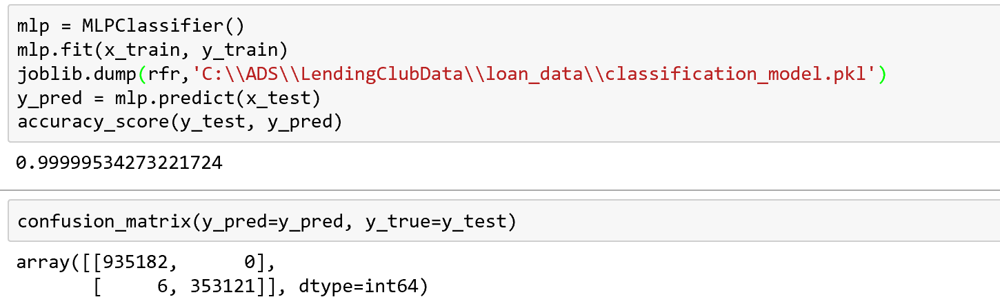 mlp = MLPClassifier()
mlp.fit(x_train, y_train)
joblib.dump(rfr,'C:\\ADS\\LendingClubData\\loan_data\\classification_model.pkl')
y_pred = mlp.predict(x_test)
accuracy_score(y_test, y_pred)
0.99999534273221724
confusion_matrix(y_pred=y_pred, y_true=y_test)
array([[935182,      0],
       [     6, 353121]], dtype=int64)